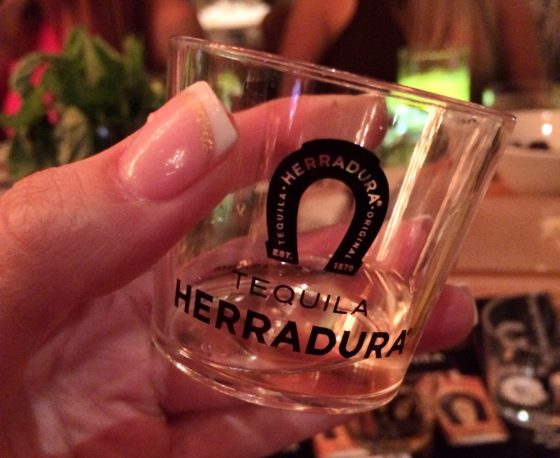 TEQUILA · HERRADURA® · ORIGINAL
EST. 1870
TEQUILA
HERRADURA®